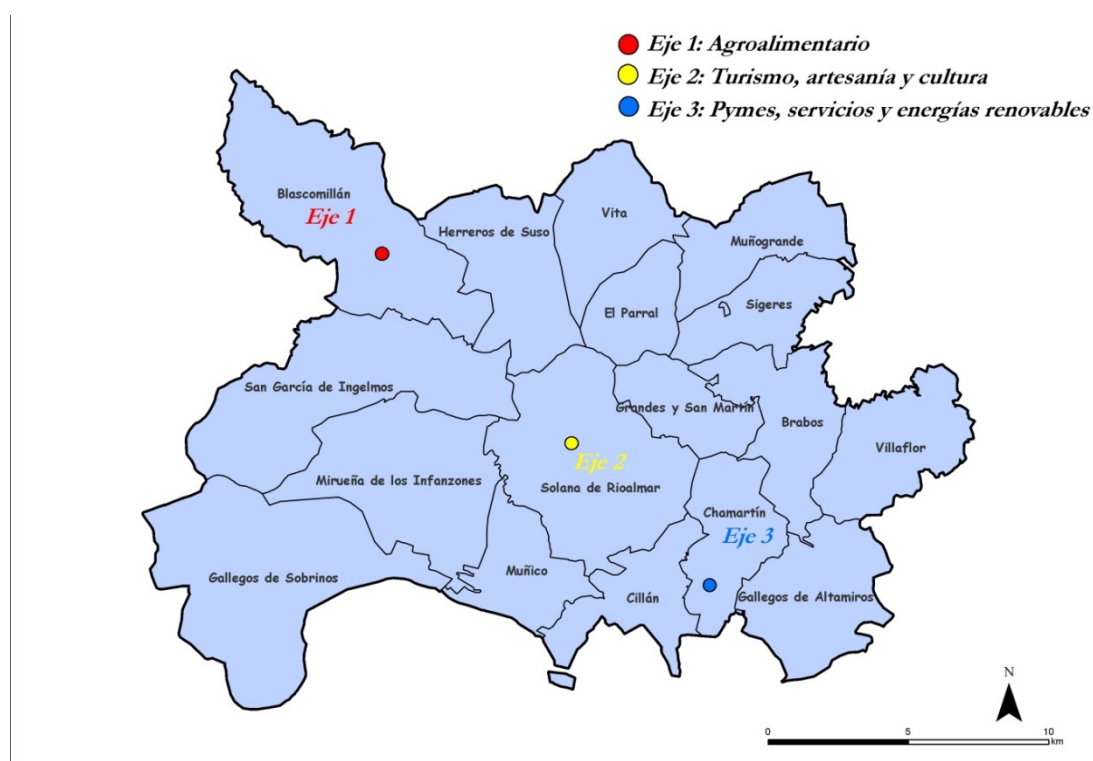 Eje 1: Agroalimentario
Eje 2: Turismo, artesanía y cultura
Eje 3: Pymes, servicios y energías renovables
Blascomillán
Eje 1
Herreros de Suso
Vita
Muñogrande
El Parral
Sigeres
San García de Ingelmos
Grandes y San Martín
Brabos
Villaflor
Mirueña de los Infanzones
Eje 2
Solana de Rioalmar
Chamartín
Eje 3
Gallegos de Sobrinos
Muñico
Cillán
Gallegos de Altamiros
N
0 5 10
km